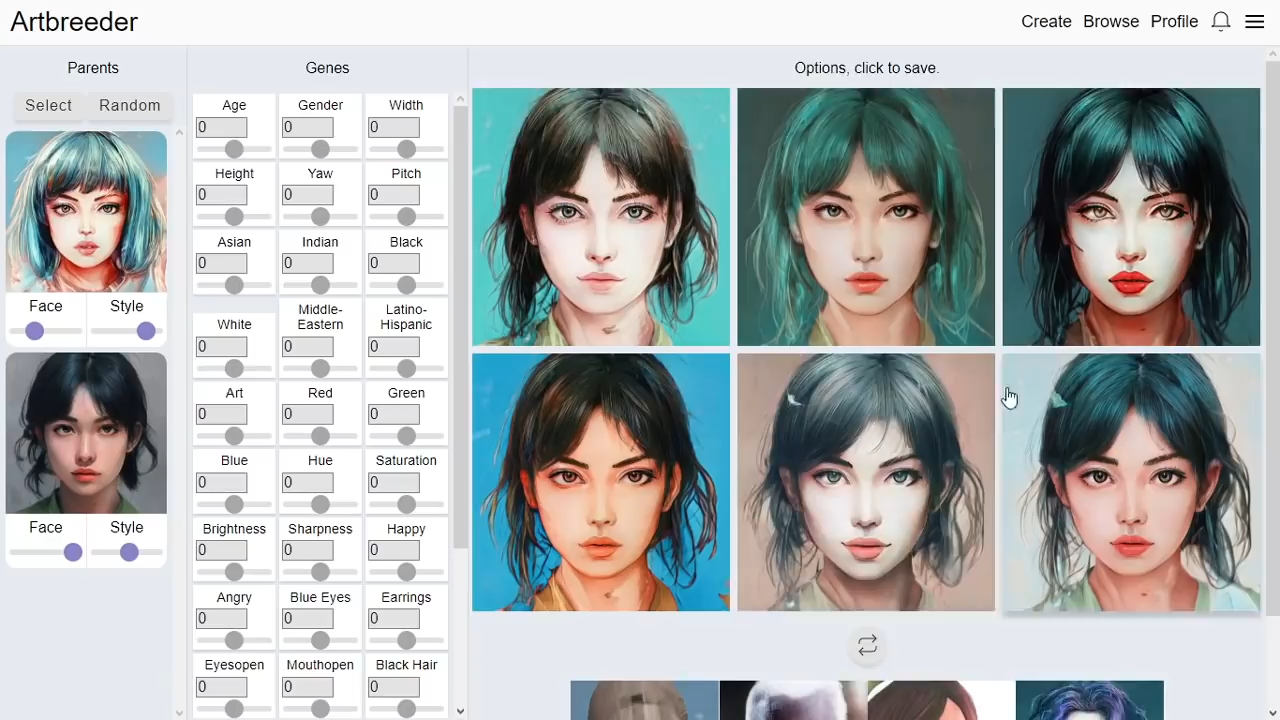 Artbreeder
Create Browse Profile
Parents
Genes
Options, click to save.
Select Random
Face Style
Face Style
Age Gender Width
0 0 0
Height Yaw Pitch
0 0 0
Asian Indian Black
0 0 0
White Middle-Eastern Latino-Hispanic
0 0 0
Art Red Green
0 0 0
Blue Hue Saturation
0 0 0
Brightness Sharpness Happy
0 0 0
Angry Blue Eyes Earrings
0 0 0
Eyesopen Mouthopen Black Hair
0 0 0